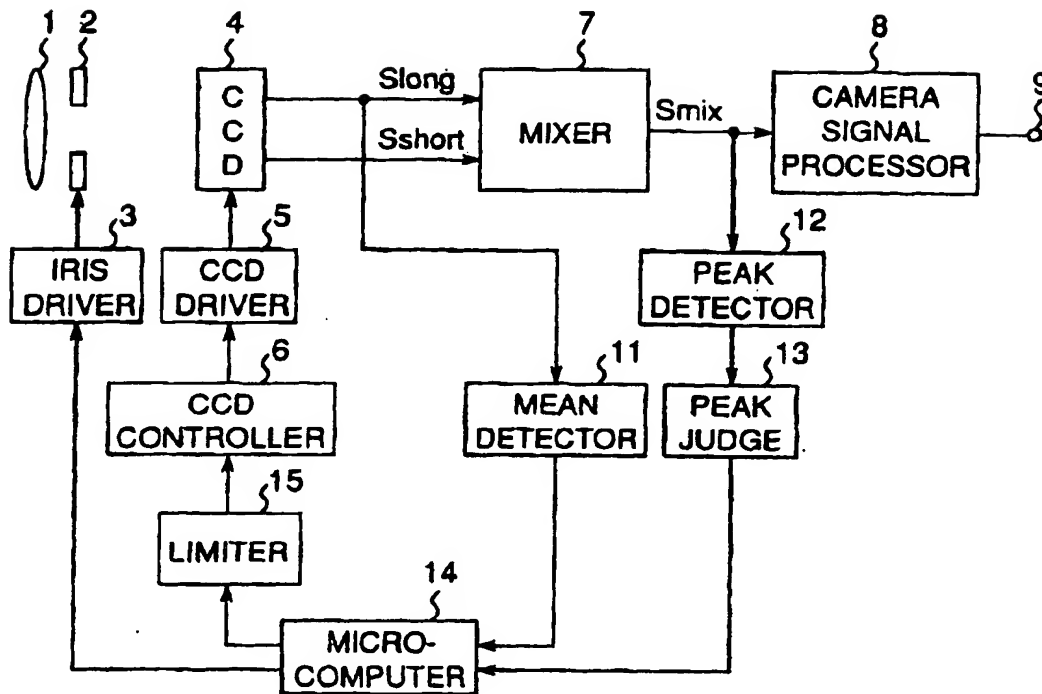 1
2
4
7
8
9
C
C
D
Slong
Sshort
MIXER
Smix
CAMERA
SIGNAL
PROCESSOR
3
IRIS
DRIVER
5
CCD
DRIVER
12
PEAK
DETECTOR
6
CCD
CONTROLLER
11
MEAN
DETECTOR
13
PEAK
JUDGE
15
LIMITER
14
MICRO-
COMPUTER